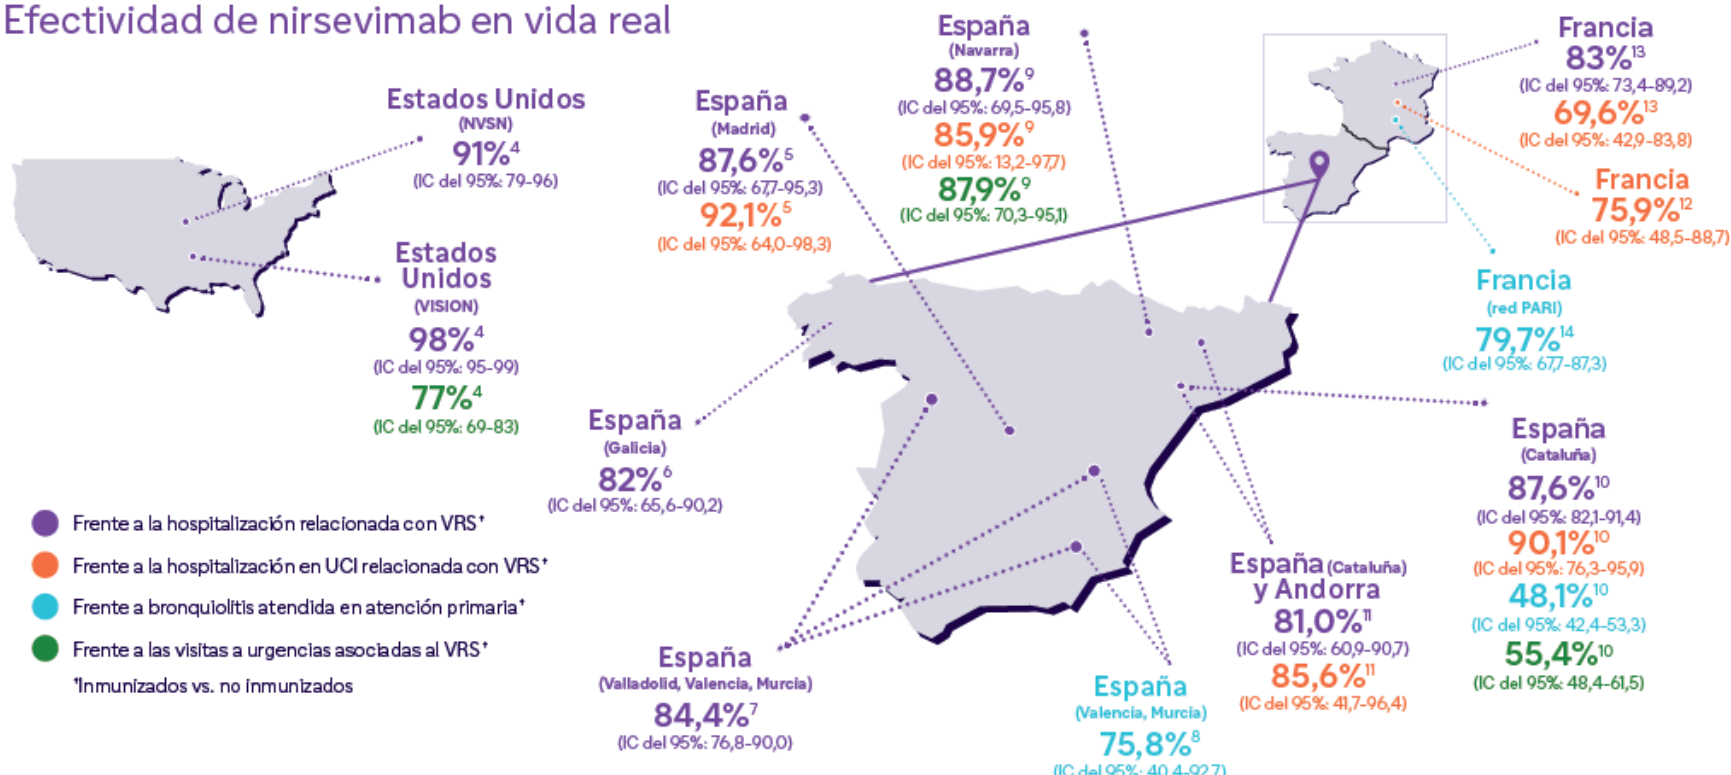 Efectividad de nirsevimab en vida real
Estados Unidos
(NVSN)
91%4
(IC del 95%: 79-96)
Estados
Unidos
(VISION)
98%4
(IC del 95%: 95-99)
77%4
(IC del 95%: 69-83)
España
(Madrid)
87,6%5
(IC del 95%: 67,7-95,3)
92,1%5
(IC del 95%: 64,0-98,3)
España
(Navarra)
88,7%9
(IC del 95%: 69,5-95,8)
85,9%9
(IC del 95%: 13,2-97,7)
87,9%9
(IC del 95%: 70,3-95,1)
Francia
83%13
(IC del 95%: 73,4-89,2)
69,6%13
(IC del 95%: 42,9-83,8)
Francia
75,9%12
(IC del 95%: 48,5-88,7)
Francia
(red PARI)
79,7%14
(IC del 95%: 67,7-87,3)
España
(Galicia)
82%6
(IC del 95%: 65,6-90,2)
España
(Cataluña)
87,6%10
(IC del 95%: 82,1-91,4)
90,1%10
(IC del 95%: 76,3-95,9)
48,1%10
(IC del 95%: 42,4-53,3)
55,4%10
(IC del 95%: 48,4-61,5)
España (Cataluña)
y Andorra
81,0%11
(IC del 95%: 60,9-90,7)
85,6%11
(IC del 95%: 41,7-96,4)
España
(Valladolid, Valencia, Murcia)
84,4%7
(IC del 95%: 76,8-90,0)
España
(Valencia, Murcia)
75,8%8
(IC del 95%: 40,4-92,7)
Frente a la hospitalización relacionada con VRS†
Frente a la hospitalización en UCI relacionada con VRS†
Frente a bronquiolitis atendida en atención primaria†
Frente a las visitas a urgencias asociadas al VRS†
†Inmunizados vs. no inmunizados